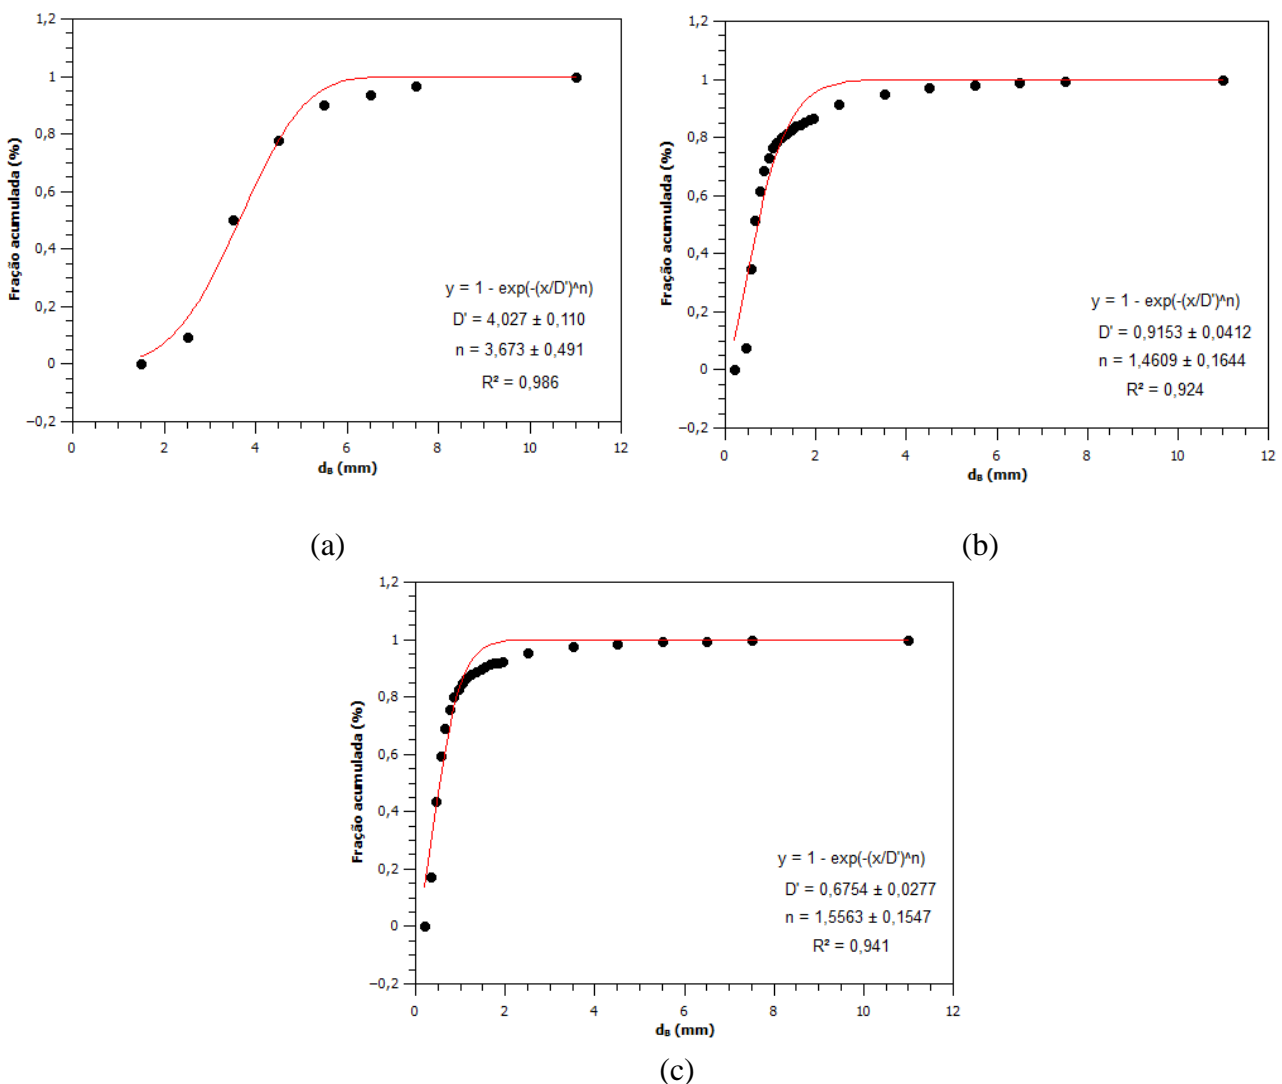 1,2
1
0,8
0,6
0,4
0,2
0
−0,2
Fração acumulada (%)
y = 1 - exp(-(x/D')^n)
D' = 4,027 ± 0,110
n = 3,673 ± 0,491
R² = 0,986
0 2 4 6 8 10 12
dB (mm)
(a)
1,2
1
0,8
0,6
0,4
0,2
0
−0,2
Fração acumulada (%)
y = 1 - exp(-(x/D')^n)
D' = 0,9153 ± 0,0412
n = 1,4609 ± 0,1644
R² = 0,924
0 2 4 6 8 10 12
dB (mm)
(b)
1,2
1
0,8
0,6
0,4
0,2
0
−0,2
Fração acumulada (%)
y = 1 - exp(-(x/D')^n)
D' = 0,6754 ± 0,0277
n = 1,5563 ± 0,1547
R² = 0,941
0 2 4 6 8 10 12
dB (mm)
(c)